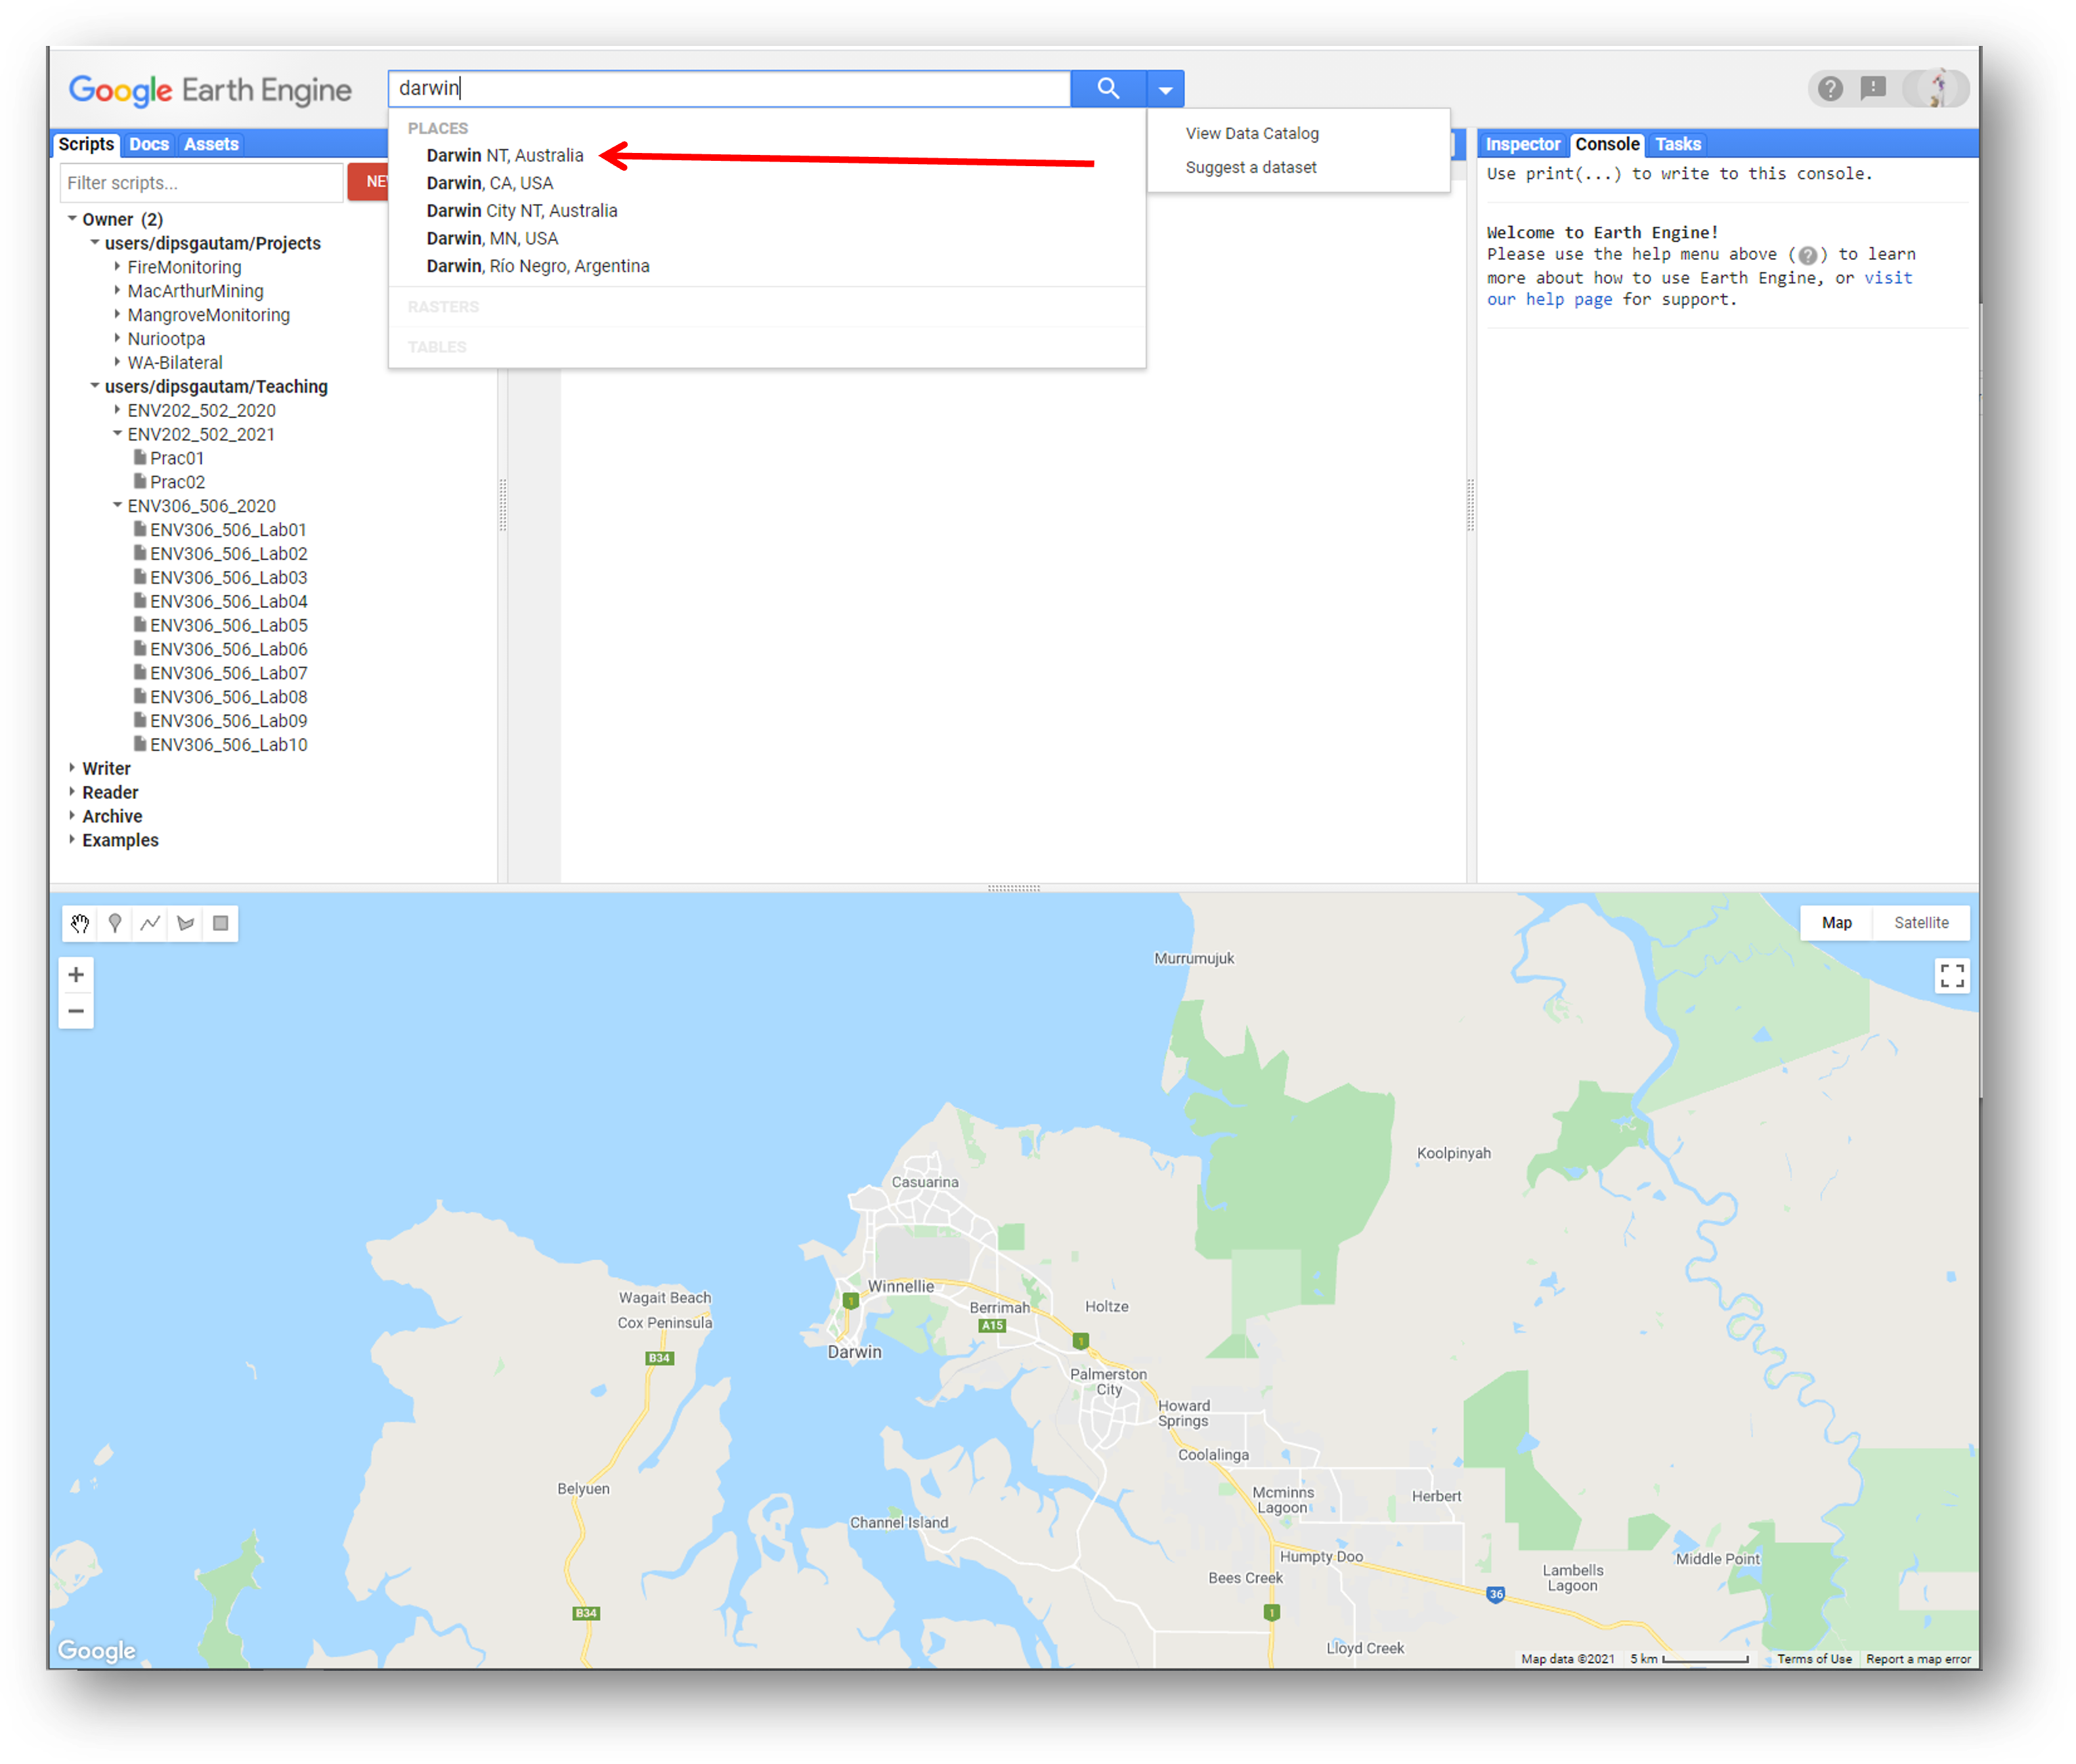 Google Earth Engine
darwin
PLACES
Darwin NT, Australia
Darwin, CA, USA
Darwin City NT, Australia
Darwin, MN, USA
Darwin, Río Negro, Argentina
RASTERS
TABLES
View Data Catalog
Suggest a dataset
Scripts Docs Assets
Filter scripts...
Owner (2)
users/dipsgautam/Projects
FireMonitoring
MacArthurMining
MangroveMonitoring
Nuriootpa
WA-Bilateral
users/dipsgautam/Teaching
ENV202_502_2020
ENV202_502_2021
Prac01
Prac02
ENV306_506_2020
ENV306_506_Lab01
ENV306_506_Lab02
ENV306_506_Lab03
ENV306_506_Lab04
ENV306_506_Lab05
ENV306_506_Lab06
ENV306_506_Lab07
ENV306_506_Lab08
ENV306_506_Lab09
ENV306_506_Lab10
Writer
Reader
Archive
Examples
Inspector Console Tasks
Use print(...) to write to this console.
Welcome to Earth Engine!
Please use the help menu above (?) to learn
more about how to use Earth Engine, or visit
our help page for support.
Map Satellite
Murrumujuk
Koolpinyah
Casuarina
Winnellie
1
Wagait Beach
Cox Peninsula
Berrimah
Holtze
A15
1
B34
Darwin
Palmerston
City
Howard
Springs
Coolalinga
Belyuen
Mcminns
Lagoon
Herbert
Channel Island
Humpty Doo
Middle Point
Bees Creek
Lambells
Lagoon
36
B34
1
Lloyd Creek
Google
Map data ©2021 5 km Terms of Use Report a map error